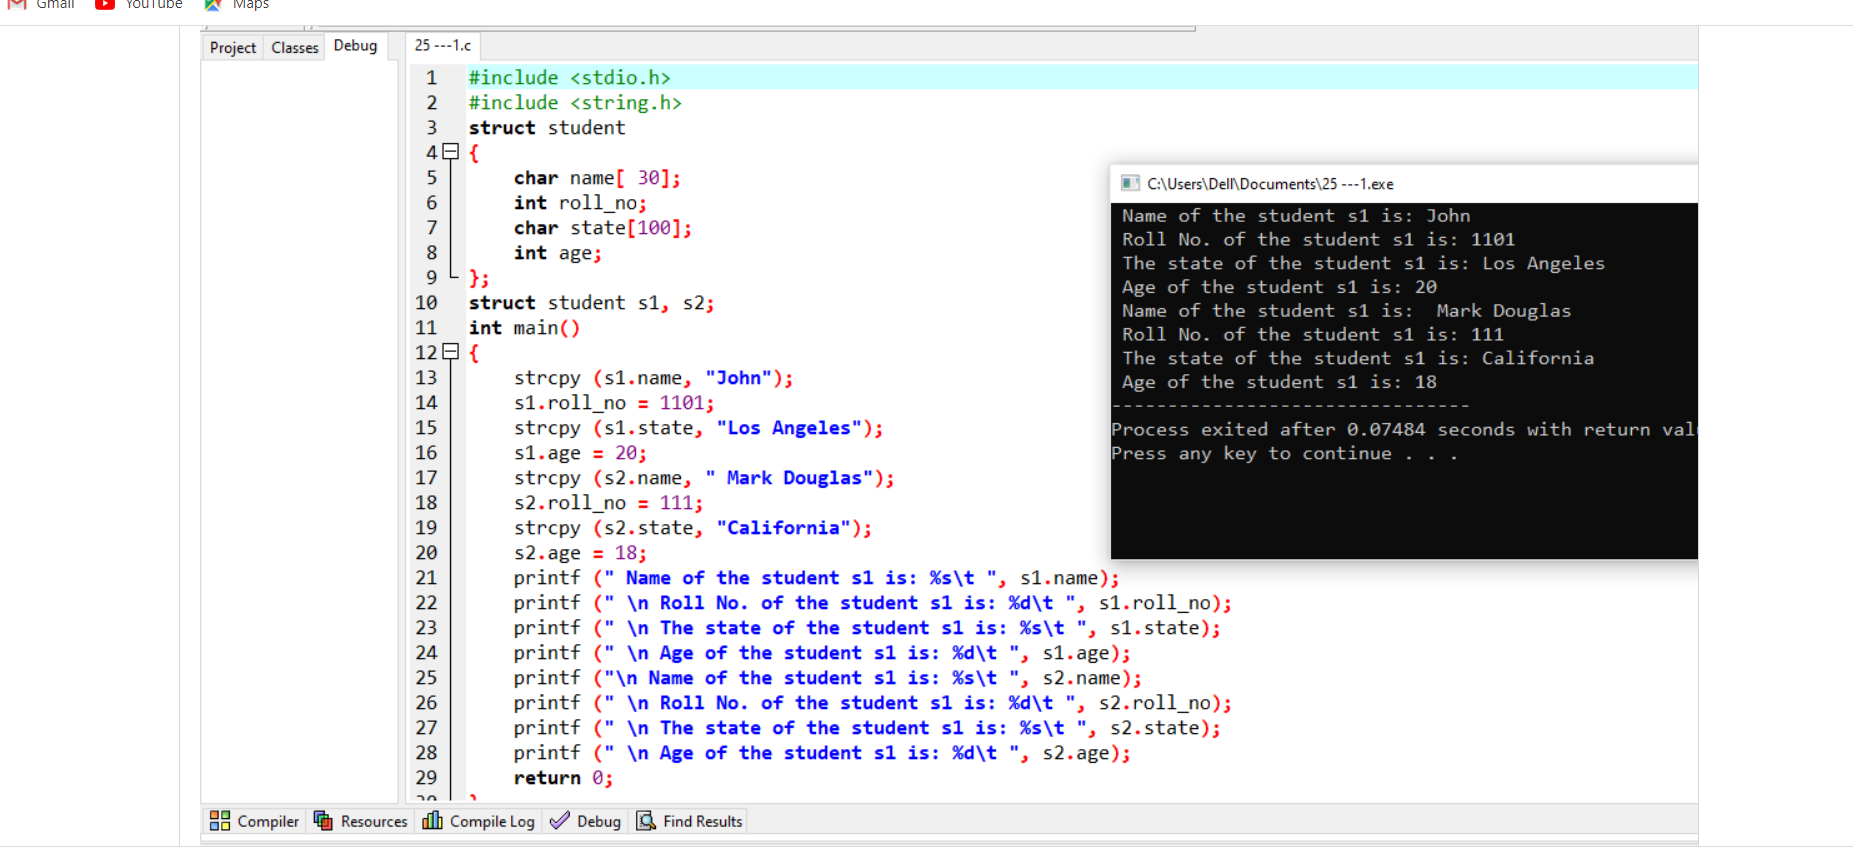 Gmail YouTube Maps
Project Classes Debug 25 ---1.c
1 #include <stdio.h>
2 #include <string.h>
3 struct student
4 {
5 char name[ 30];
6 int roll_no;
7 char state[100];
8 int age;
9 };
10 struct student s1, s2;
11 int main()
12 {
13 strcpy (s1.name, "John");
14 s1.roll_no = 1101;
15 strcpy (s1.state, "Los Angeles");
16 s1.age = 20;
17 strcpy (s2.name, " Mark Douglas");
18 s2.roll_no = 111;
19 strcpy (s2.state, "California");
20 s2.age = 18;
21 printf (" Name of the student s1 is: %s\t ", s1.name);
22 printf (" \n Roll No. of the student s1 is: %d\t ", s1.roll_no);
23 printf (" \n The state of the student s1 is: %s\t ", s1.state);
24 printf (" \n Age of the student s1 is: %d\t ", s1.age);
25 printf ("\n Name of the student s1 is: %s\t ", s2.name);
26 printf (" \n Roll No. of the student s1 is: %d\t ", s2.roll_no);
27 printf (" \n The state of the student s1 is: %s\t ", s2.state);
28 printf (" \n Age of the student s1 is: %d\t ", s2.age);
29 return 0;
30 }
C:\Users\Dell\Documents\25 ---1.exe
Name of the student s1 is: John
Roll No. of the student s1 is: 1101
The state of the student s1 is: Los Angeles
Age of the student s1 is: 20
Name of the student s1 is:  Mark Douglas
Roll No. of the student s1 is: 111
The state of the student s1 is: California
Age of the student s1 is: 18
--------------------------------
Process exited after 0.07484 seconds with return val
Press any key to continue . . .
Compiler Resources Compile Log Debug Find Results